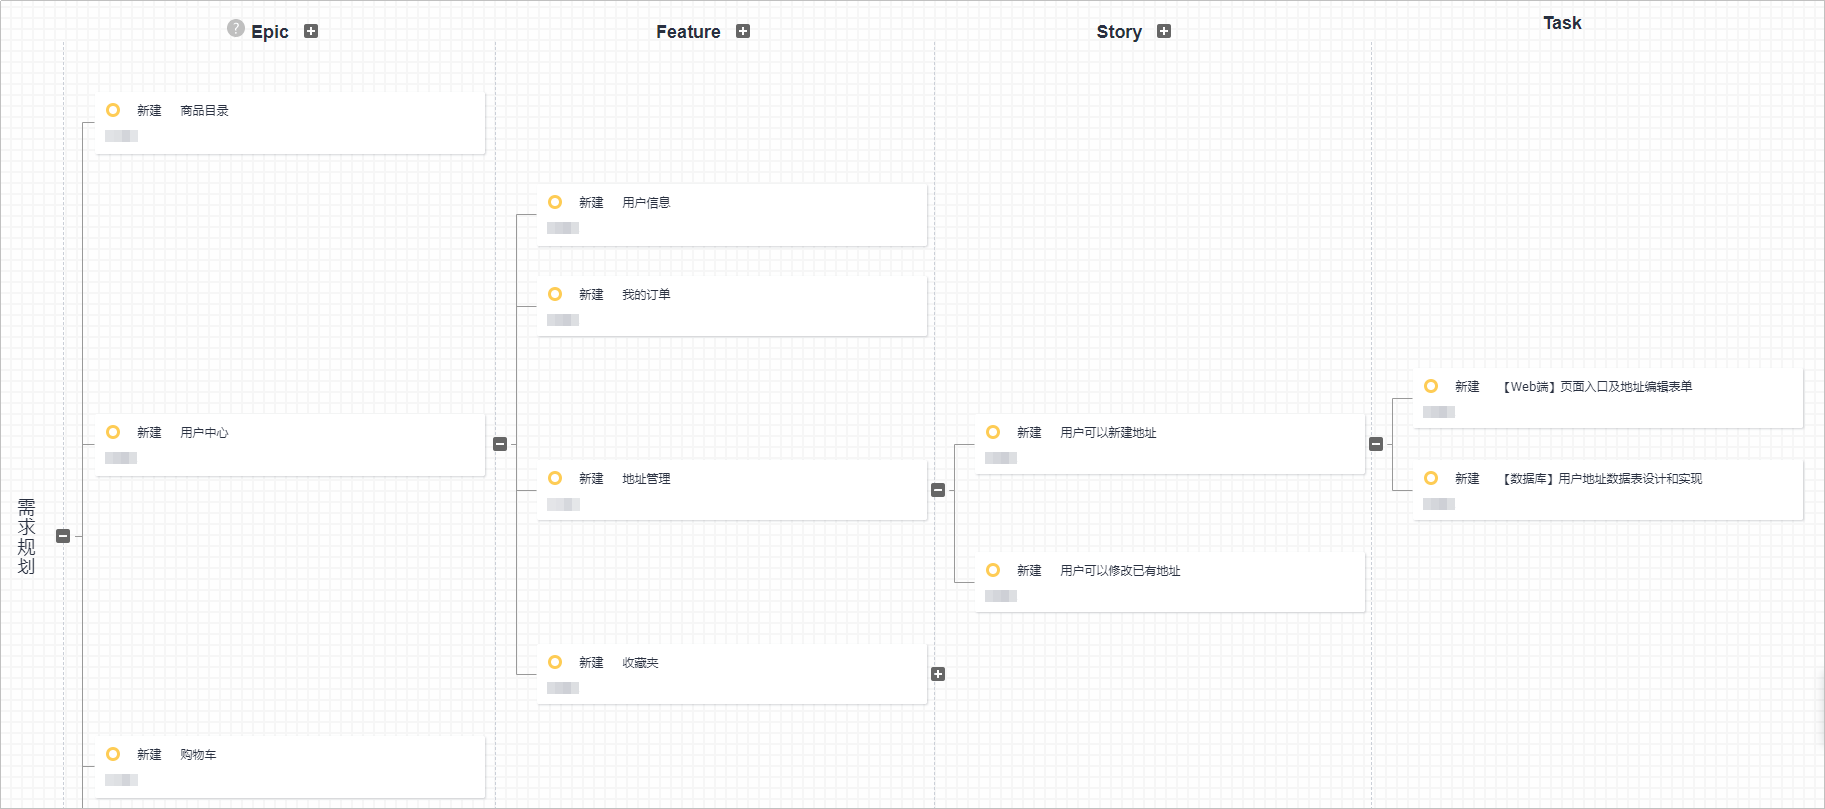 ? Epic
Feature
Story
Task
新建 商品目录
新建 用户信息
新建 我的订单
新建 【Web端】页面入口及地址编辑表单
新建 用户中心
新建 用户可以新建地址
新建 地址管理
新建 【数据库】用户地址数据表设计和实现
需求规划
新建 用户可以修改已有地址
新建 收藏夹
新建 购物车